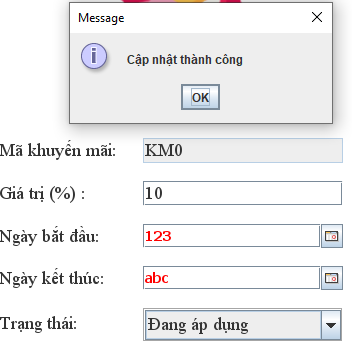 Message
Cập nhật thành công
OK
Mã khuyến mãi: KM0
Giá trị (%) : 10
Ngày bắt đầu: 123
Ngày kết thúc: abc
Trạng thái: Đang áp dụng